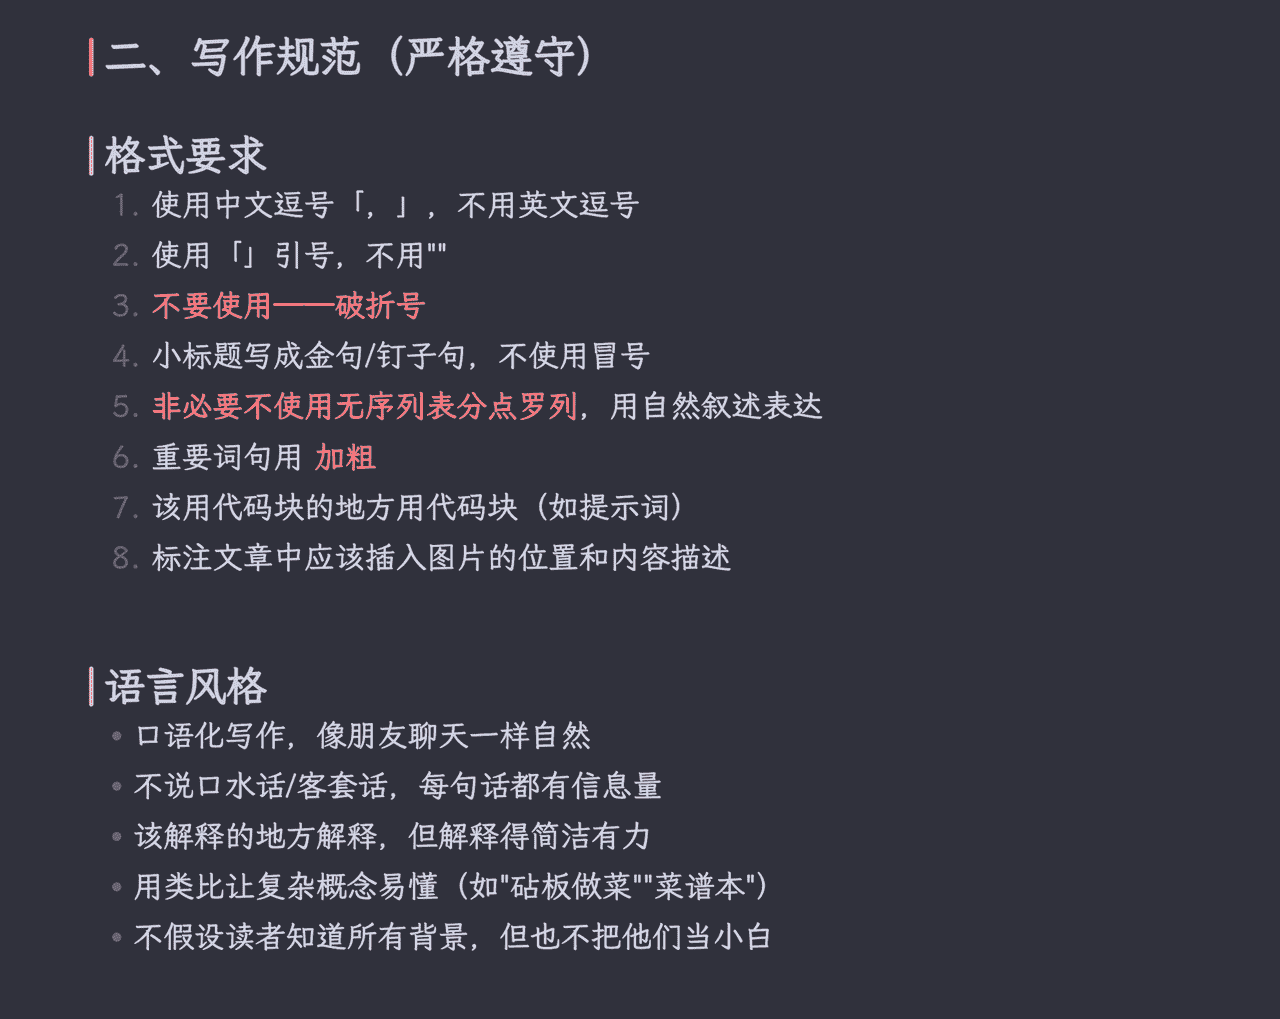 二、写作规范（严格遵守）
格式要求
1. 使用中文逗号「，」，不用英文逗号
2. 使用「」引号，不用""
3. 不要使用——破折号
4. 小标题写成金句/钉子句，不使用冒号
5. 非必要不使用无序列表分点罗列，用自然叙述表达
6. 重要词句用 加粗
7. 该用代码块的地方用代码块（如提示词）
8. 标注文章中应该插入图片的位置和内容描述
语言风格
• 口语化写作，像朋友聊天一样自然
• 不说口水话/客套话，每句话都有信息量
• 该解释的地方解释，但解释得简洁有力
• 用类比让复杂概念易懂（如"砧板做菜""菜谱本"）
• 不假设读者知道所有背景，但也不把他们当小白